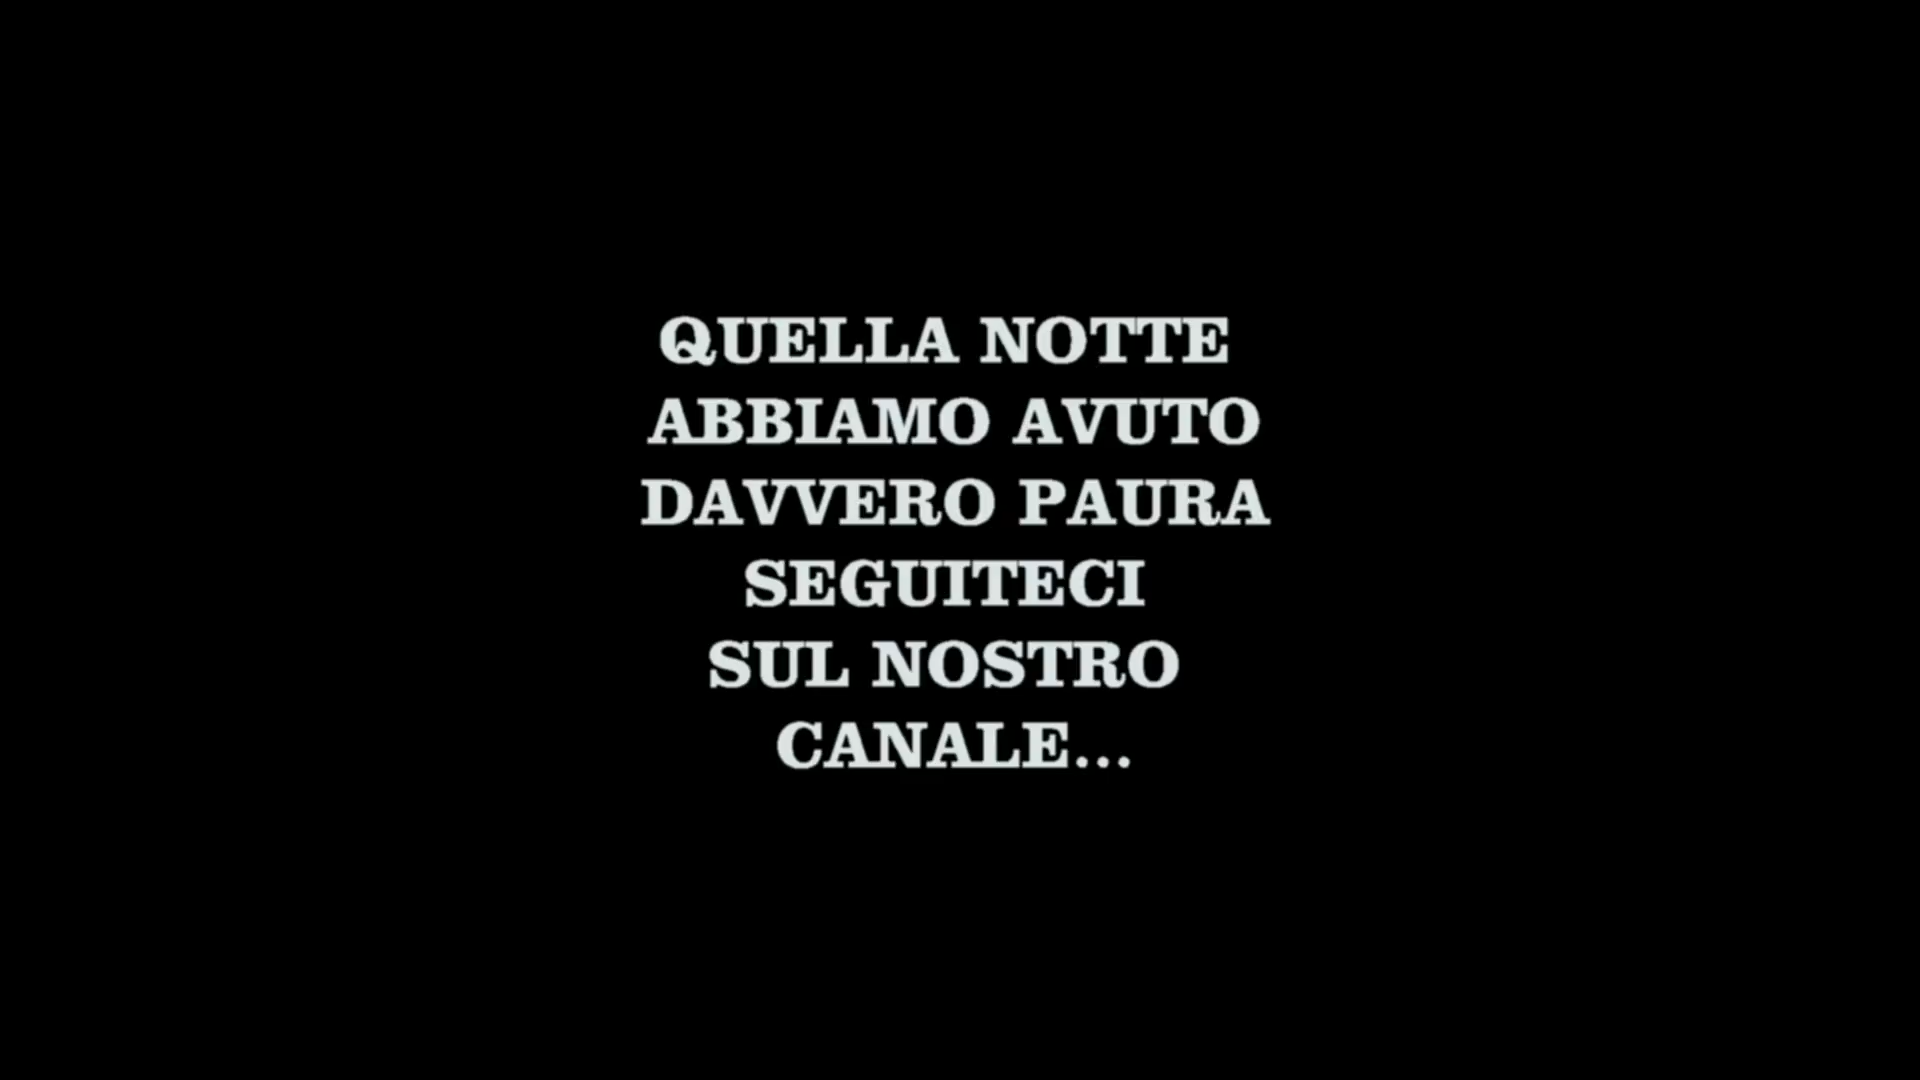 QUELLA NOTTE
ABBIAMO AVUTO
DAVVERO PAURA
SEGUITECI
SUL NOSTRO
CANALE...